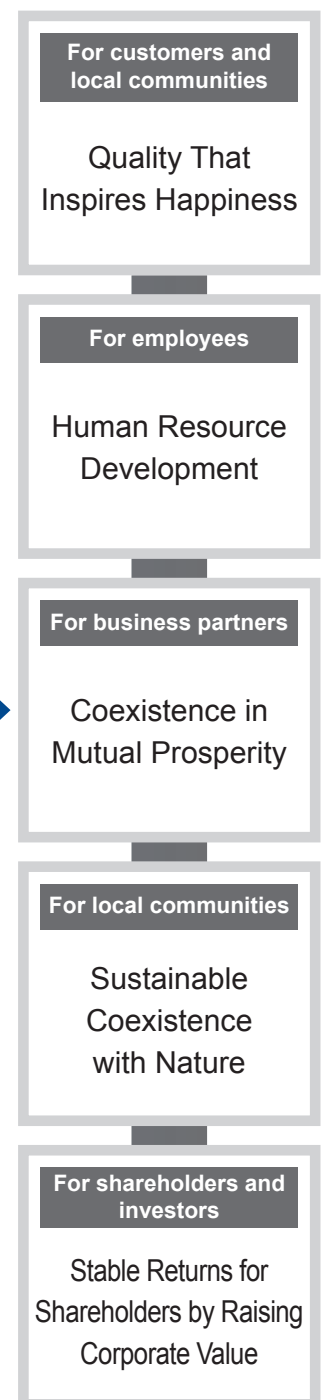 For customers and
local communities
Quality That
Inspires Happiness
For employees
Human Resource
Development
For business partners
Coexistence in
Mutual Prosperity
For local communities
Sustainable
Coexistence
with Nature
For shareholders and
investors
Stable Returns for
Shareholders by Raising
Corporate Value